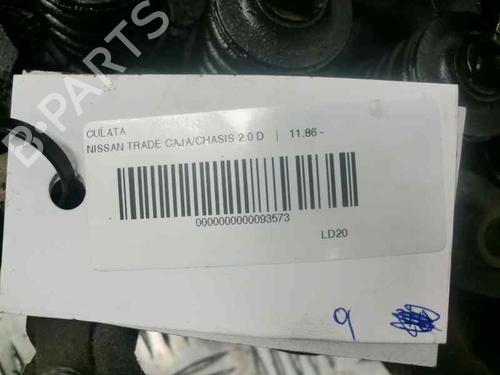 B-PARTS
CULATA
NISSAN TRADE CAJA/CHASIS 2.0 D | 11.86 -
0000000000093573
LD20
9